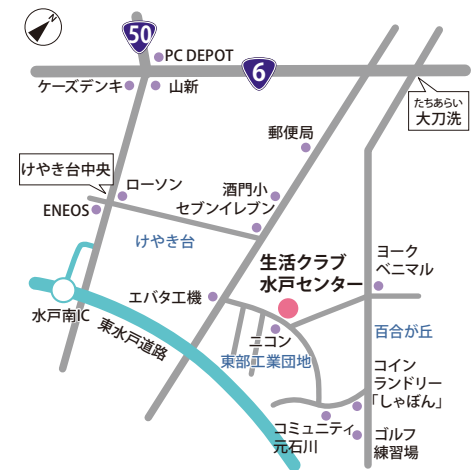 N
50
PC DEPOT
6
ケーズデンキ
山新
たちあらい
大刀洗
郵便局
けやき台中央
ローソン
酒門小
セブンイレブン
ENEOS
けやき台
生活クラブ
水戸センター
ヨーク
ベニマル
エバタ工機
水戸南IC
東水戸道路
ニコン
東部工業団地
百合が丘
コイン
ランドリー
「しゃぼん」
コミュニティ
元石川
ゴルフ
練習場